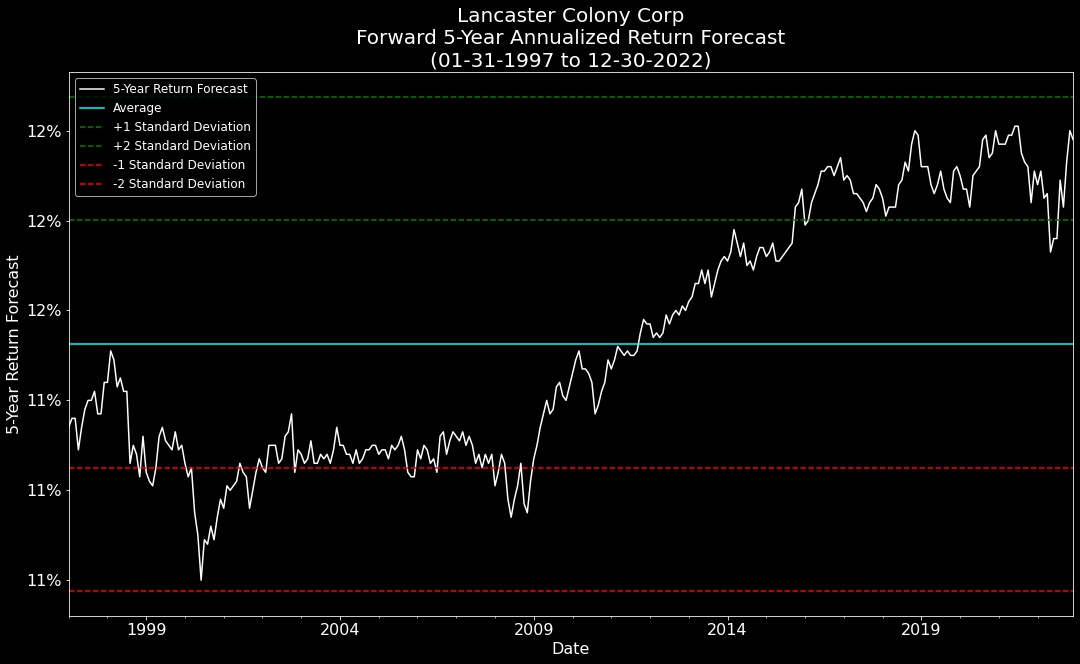 Lancaster Colony Corp
Forward 5-Year Annualized Return Forecast
(01-31-1997 to 12-30-2022)
5-Year Return Forecast
Average
+1 Standard Deviation
+2 Standard Deviation
-1 Standard Deviation
-2 Standard Deviation
12%
12%
12%
11%
11%
11%
5-Year Return Forecast
1999
2004
2009
2014
2019
Date